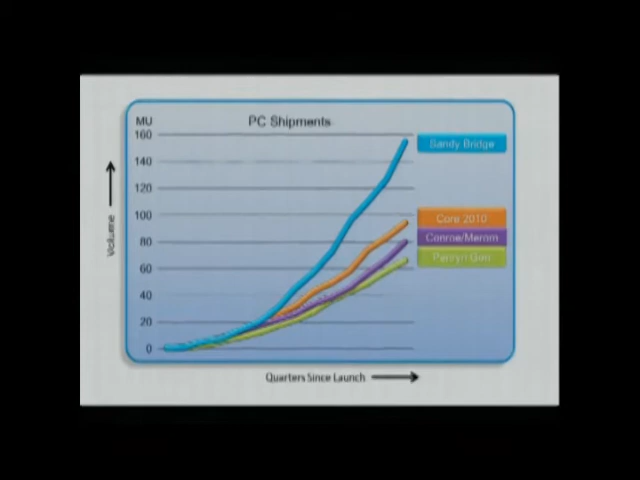 PC Shipments
MU
160
140
120
100
80
60
40
20
0
Volume
Sandy Bridge
Core 2010
Conroe/Merom
Penryn Gen
Quarters Since Launch